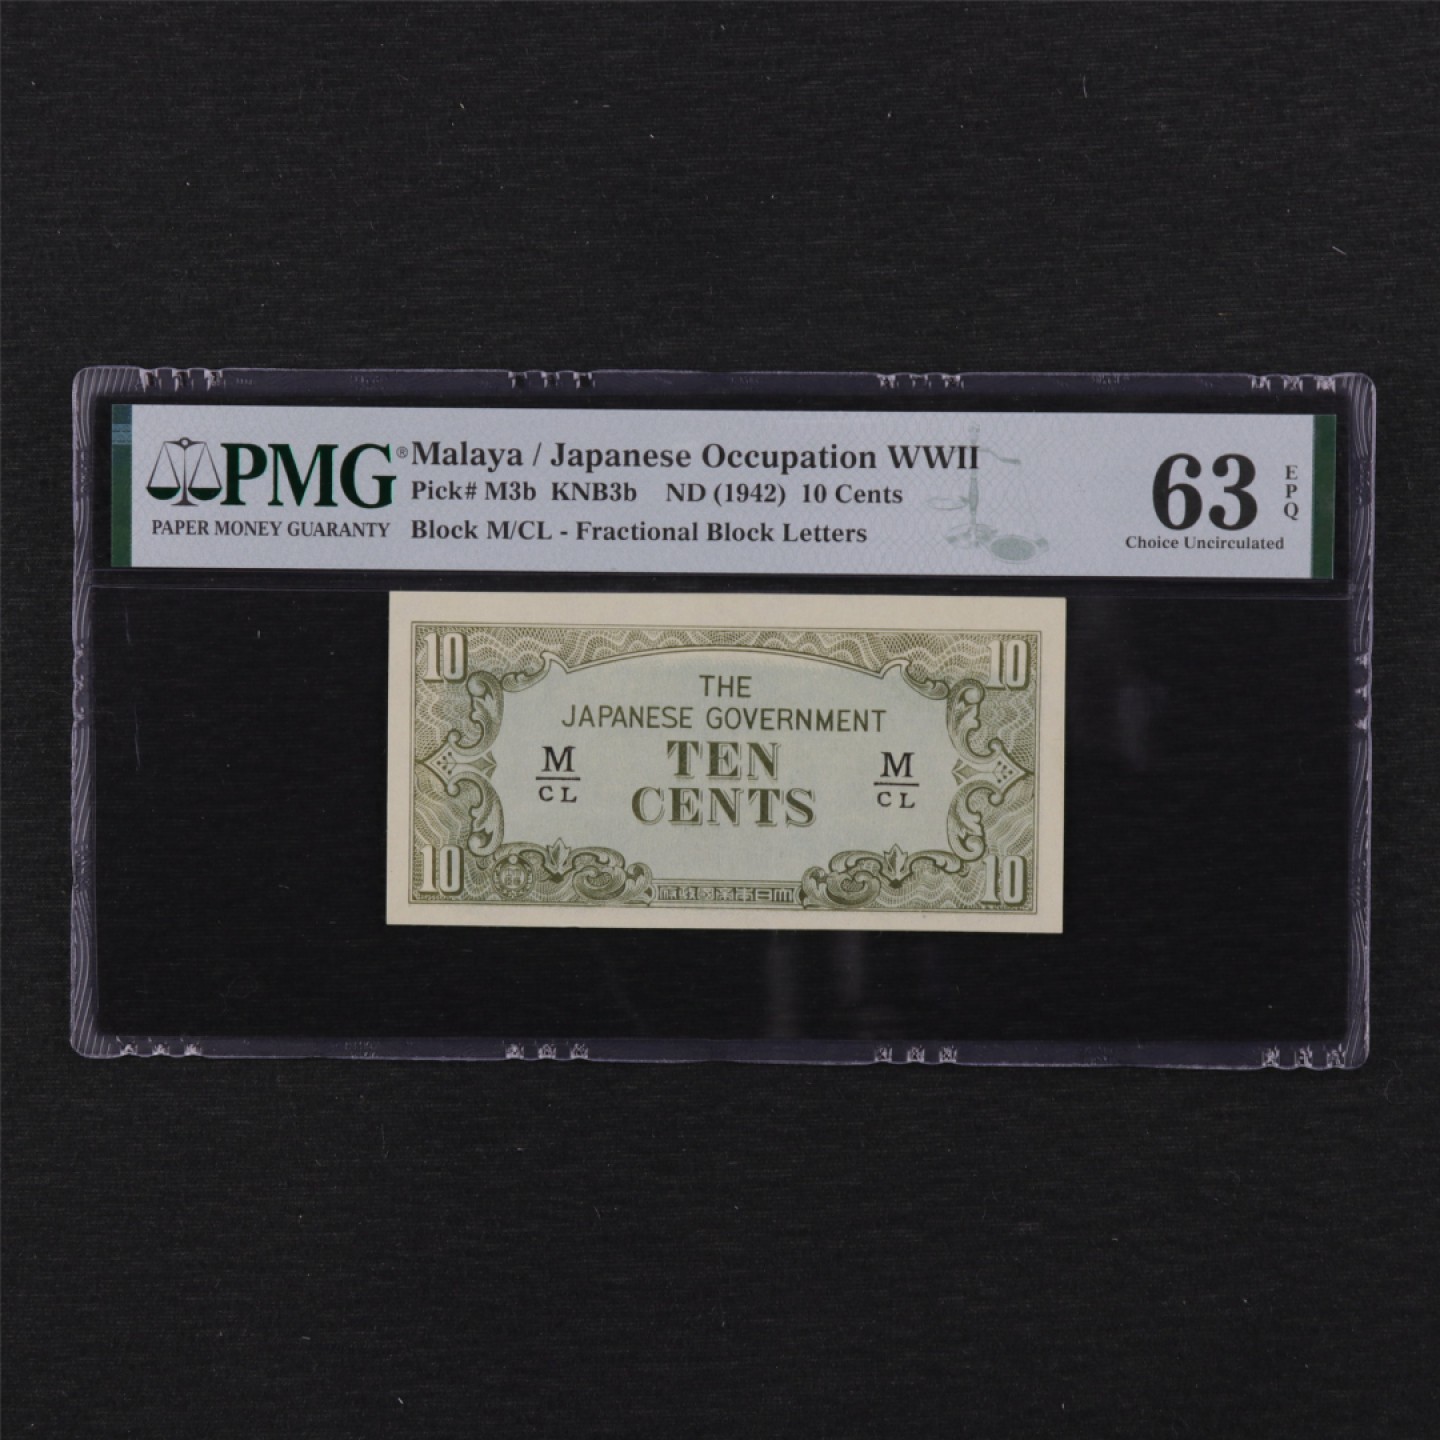 PMG®
PAPER MONEY GUARANTY
Malaya / Japanese Occupation WWII
Pick# M3b KNB3b ND (1942) 10 Cents
Block M/CL - Fractional Block Letters
63
EPQ
Choice Uncirculated
10 10
THE
JAPANESE GOVERNMENT
TEN
CENTS
M M
CL CL
10 10